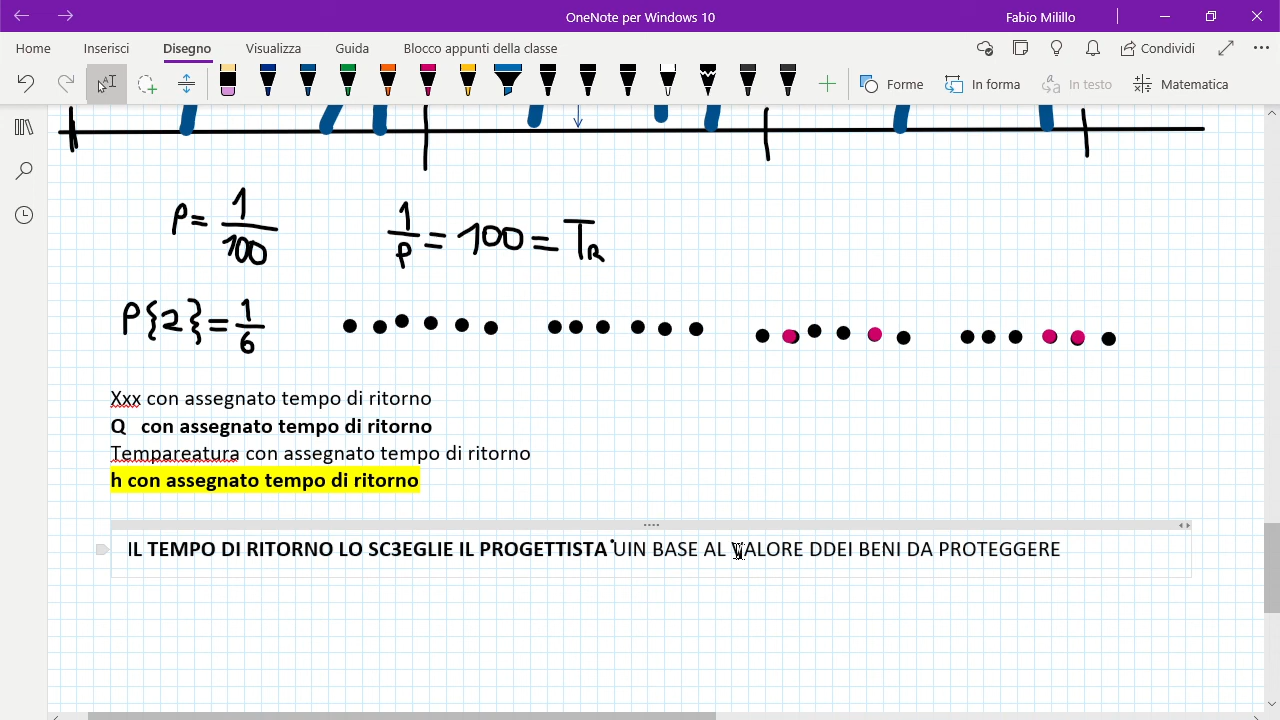 OneNote per Windows 10
Fabio Milillo
Home Inserisci Disegno Visualizza Guida Blocco appunti della classe
Condividi
Forme In forma In testo Matematica
P = 1/100
1/P = 100 = TR
P{2} = 1/6
Xxx con assegnato tempo di ritorno
Q con assegnato tempo di ritorno
Tempareatura con assegnato tempo di ritorno
h con assegnato tempo di ritorno
IL TEMPO DI RITORNO LO SC3EGLIE IL PROGETTISTA UIN BASE AL VALORE DDEI BENI DA PROTEGGERE